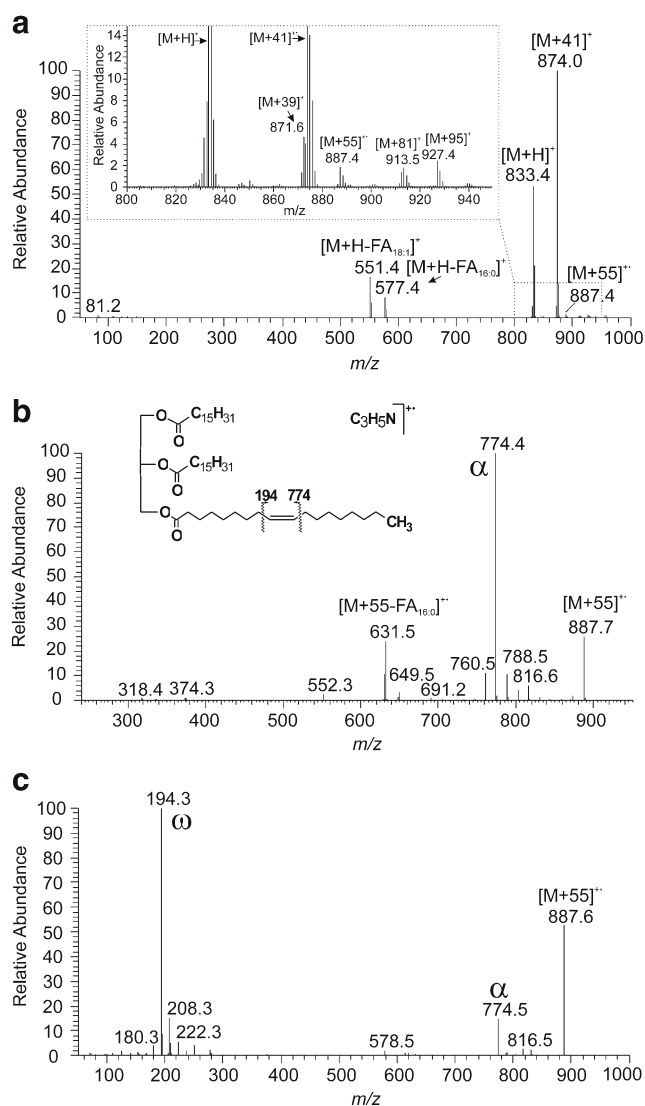 a
[M+41]⁺
874.0
[M+H]⁺
833.4
[M+H-FA18:1]⁺
551.4
[M+H-FA16:0]⁺
577.4
[M+55]⁺·
887.4
81.2
Relative Abundance
100
90
80
70
60
50
40
30
20
10
0
100 200 300 400 500 600 700 800 900 1000
m/z
[M+H]⁺
[M+41]⁺·
[M+39]⁺
871.6
[M+55]⁺·
887.4
[M+81]⁺
913.5
[M+95]⁺
927.4
Relative Abundance
14
12
10
8
6
4
2
0
800 820 840 860 880 900 920 940
m/z
b
O C15H31
O
O C15H31
O
O
O
194 774
CH3
C3H5N ⁺·
774.4
α
[M+55-FA16:0]⁺·
631.5
[M+55]⁺·
887.7
760.5 788.5
649.5 816.6
691.2
552.3
318.4 374.3
Relative Abundance
100
90
80
70
60
50
40
30
20
10
0
300 400 500 600 700 800 900
m/z
c
194.3
ω
[M+55]⁺·
887.6
α
774.5
208.3
180.3 222.3
578.5
816.5
Relative Abundance
100
90
80
70
60
50
40
30
20
10
0
100 200 300 400 500 600 700 800 900 1000
m/z